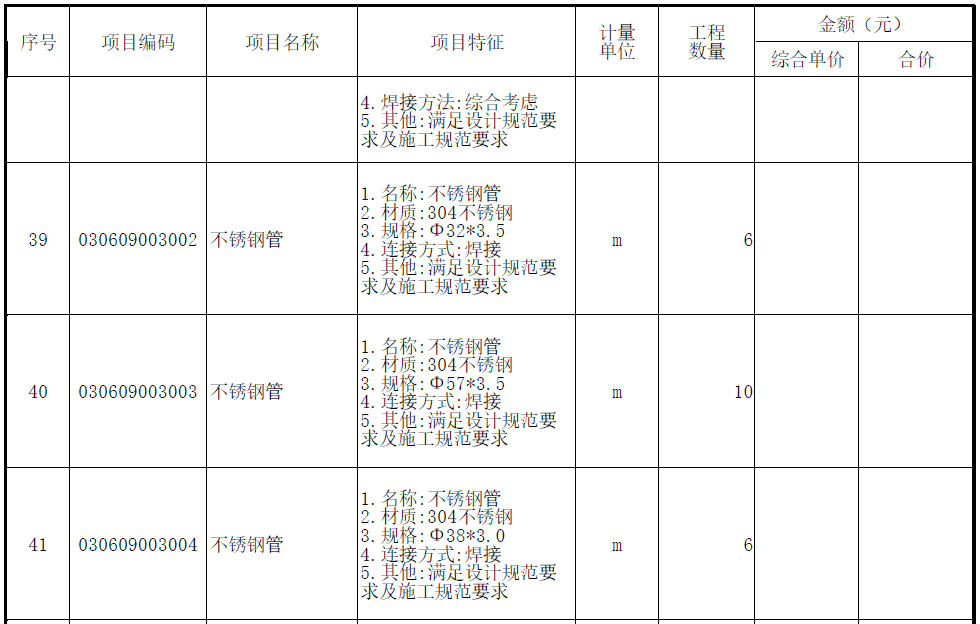 序号 项目编码 项目名称 项目特征 计量单位 工程数量 金额（元）
综合单价 合价
4.焊接方法:综合考虑
5.其他:满足设计规范要
求及施工规范要求
39 030609003002 不锈钢管 1.名称:不锈钢管
2.材质:304不锈钢
3.规格:Φ32*3.5
4.连接方式:焊接
5.其他:满足设计规范要
求及施工规范要求
m 6
40 030609003003 不锈钢管 1.名称:不锈钢管
2.材质:304不锈钢
3.规格:Φ57*3.5
4.连接方式:焊接
5.其他:满足设计规范要
求及施工规范要求
m 10
41 030609003004 不锈钢管 1.名称:不锈钢管
2.材质:304不锈钢
3.规格:Φ38*3.0
4.连接方式:焊接
5.其他:满足设计规范要
求及施工规范要求
m 6